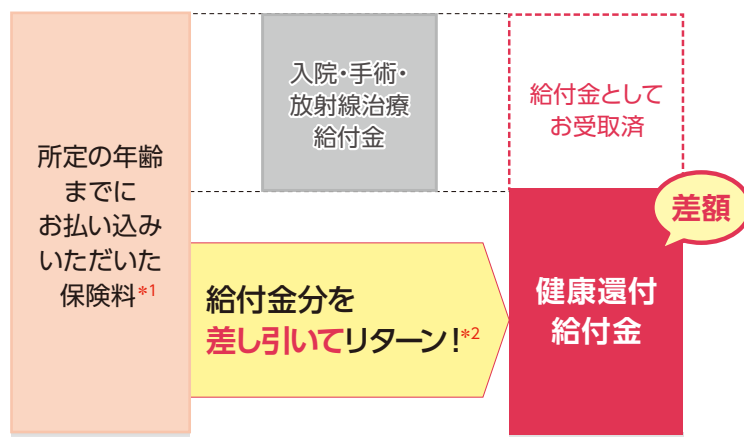 所定の年齢
までに
お払い込み
いただいた
保険料*1
入院・手術・
放射線治療
給付金
給付金として
お受取済
差額
給付金分を
差し引いてリターン！*2
健康還付
給付金